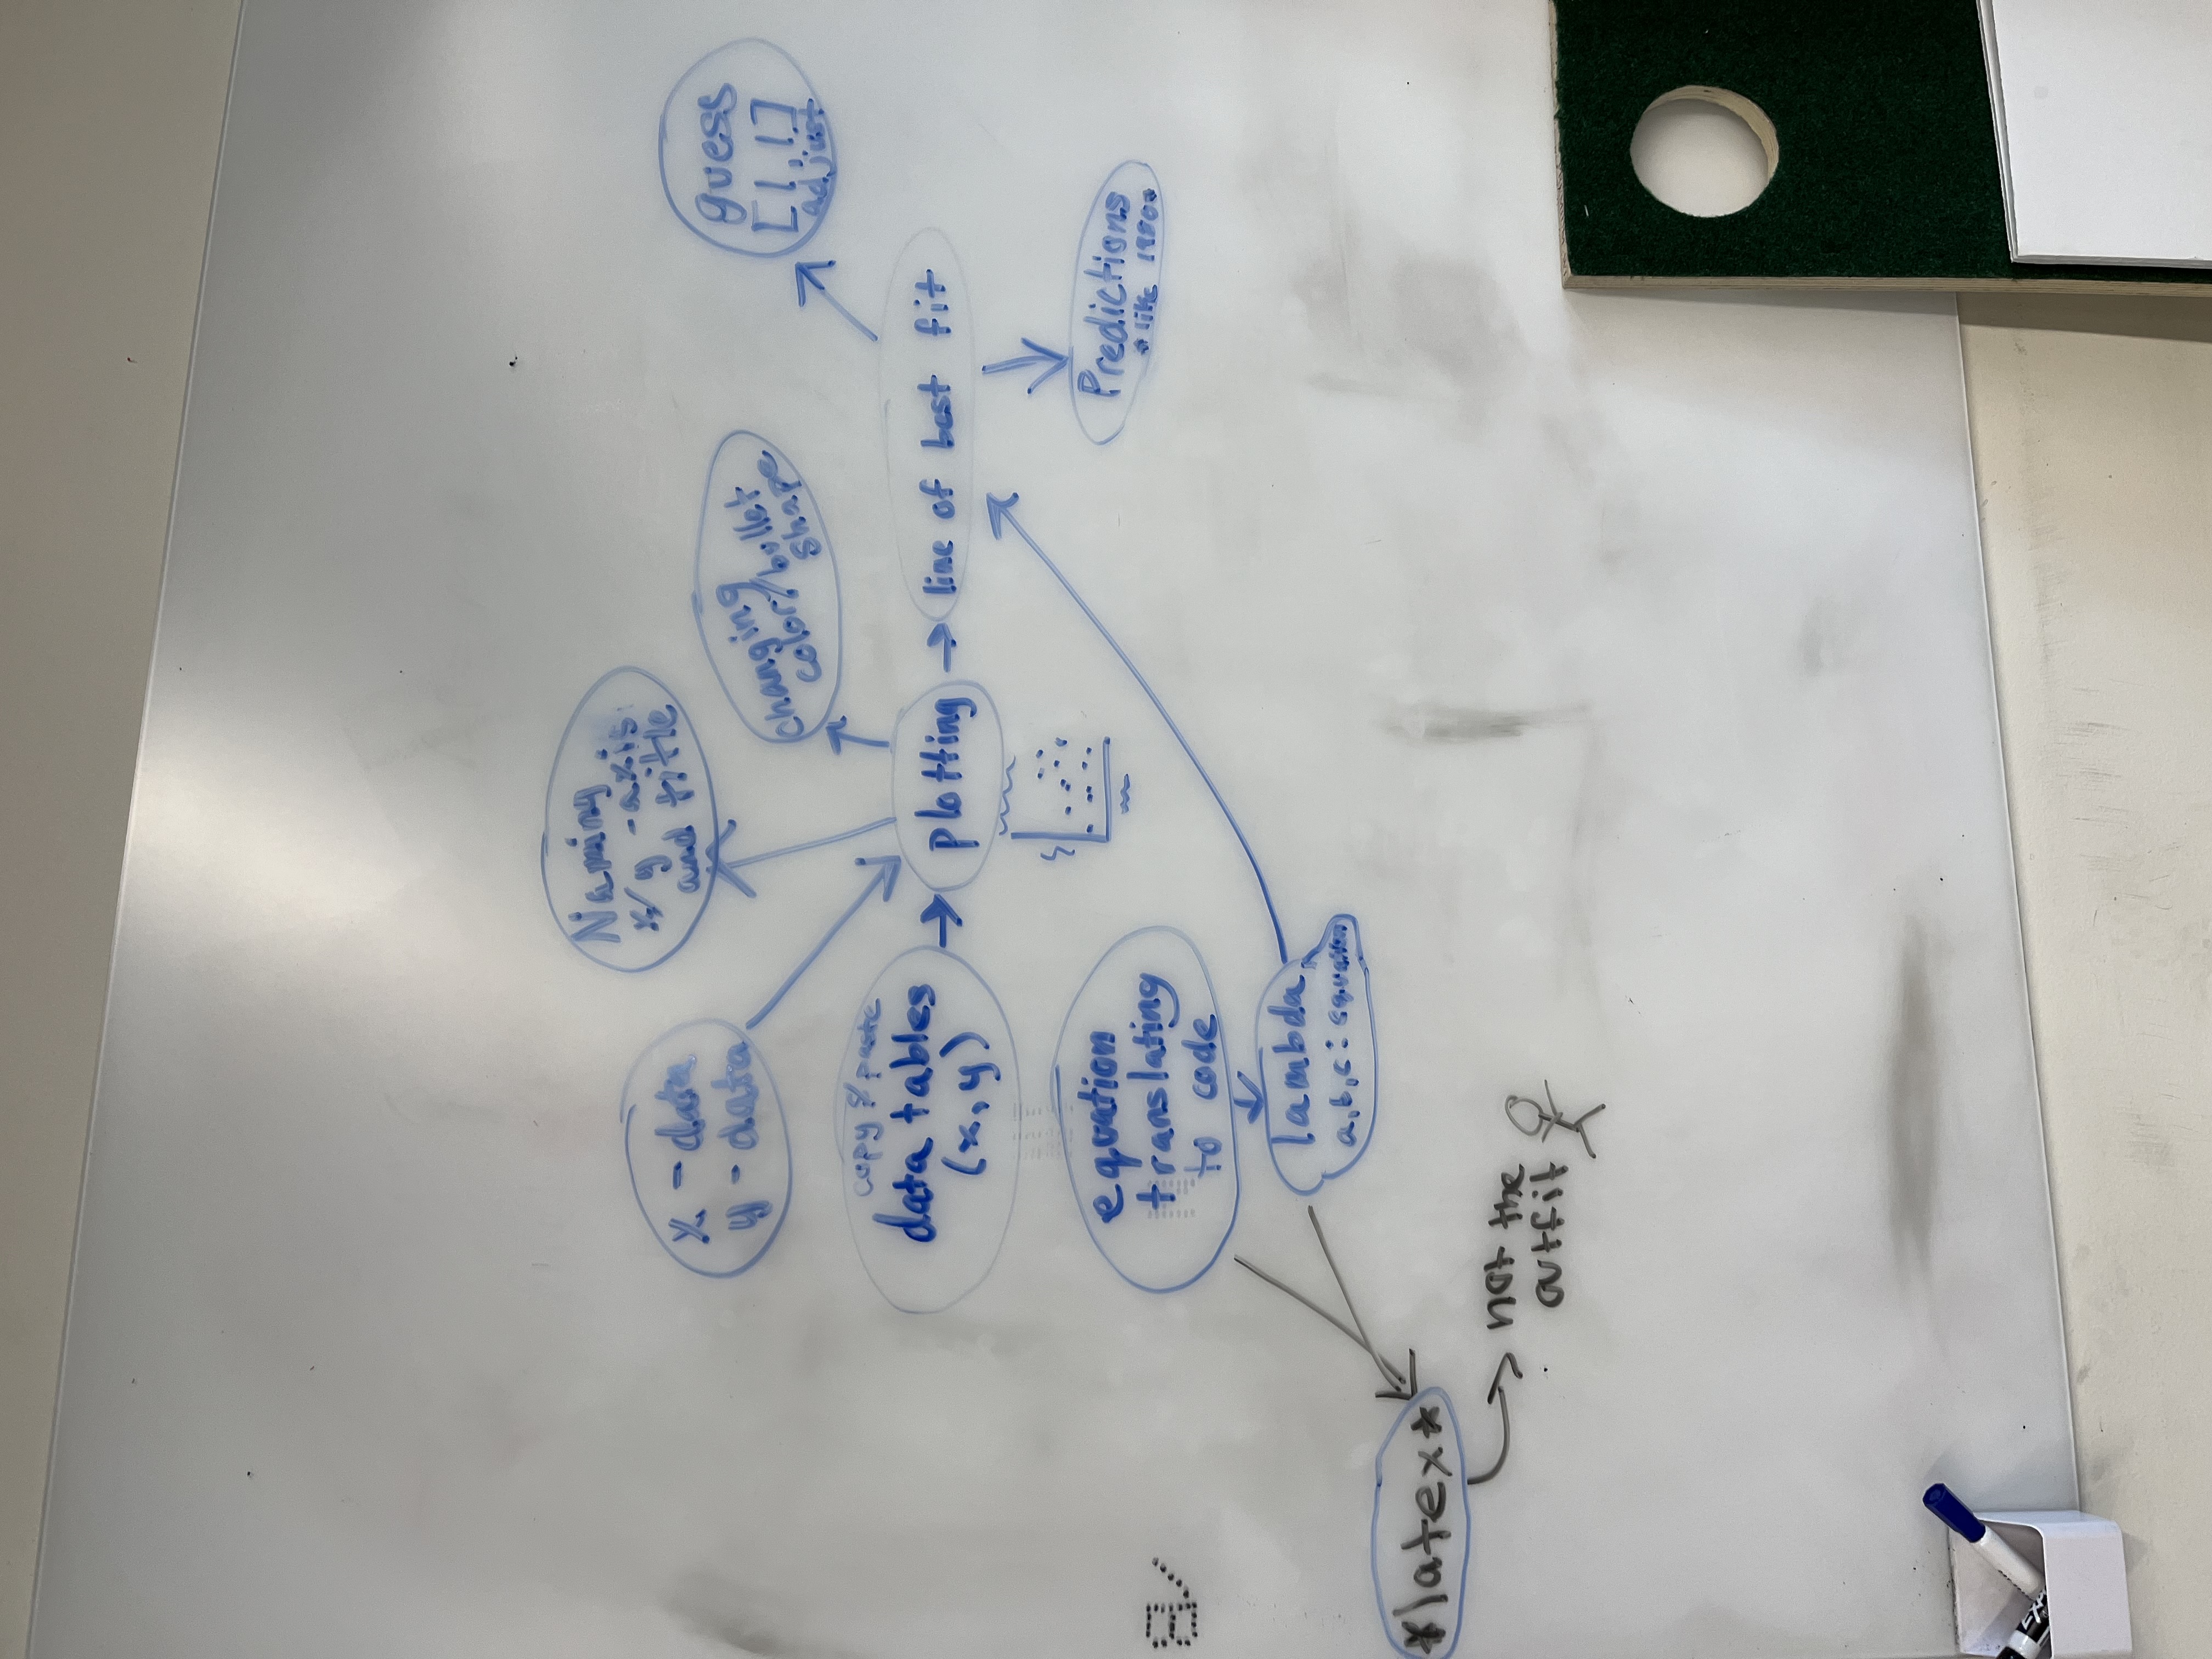 Naming
x/y - axis
and title
x - data
y - data
changing
color/bullet
shape
guess
[1,1]
adjust
copy & paste
data tables
(x, y)
plotting
line of best fit
Predictions
*like 1980*
equation
translating
to code
lambda
a,b,c: equation
*latex*
not the
outfit